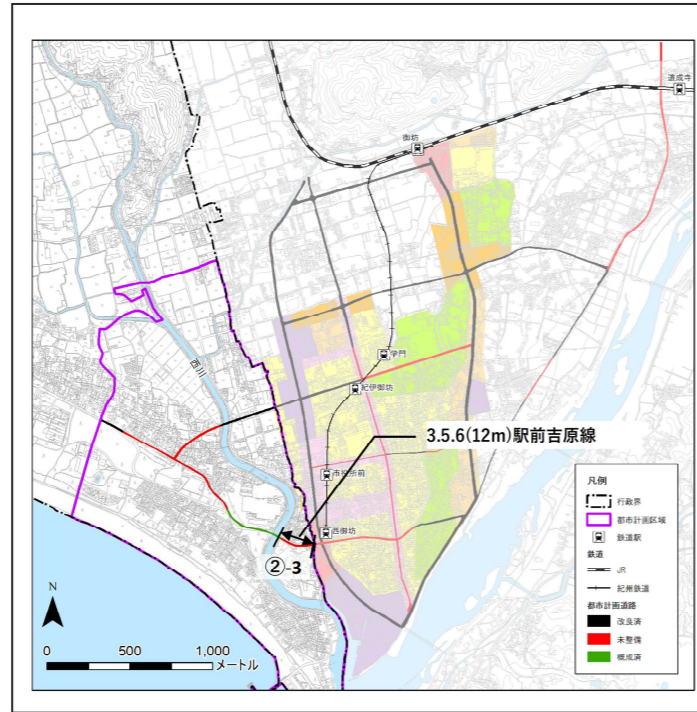 道成寺
御坊
学門
紀伊御坊
西川
3.5.6(12m)駅前吉原線
市役所前
西御坊
②-3
N
0 500 1,000
メートル
凡例
行政界
都市計画区域
鉄道駅
鉄道
JR
紀州鉄道
都市計画道路
改良済
未整備
概成済